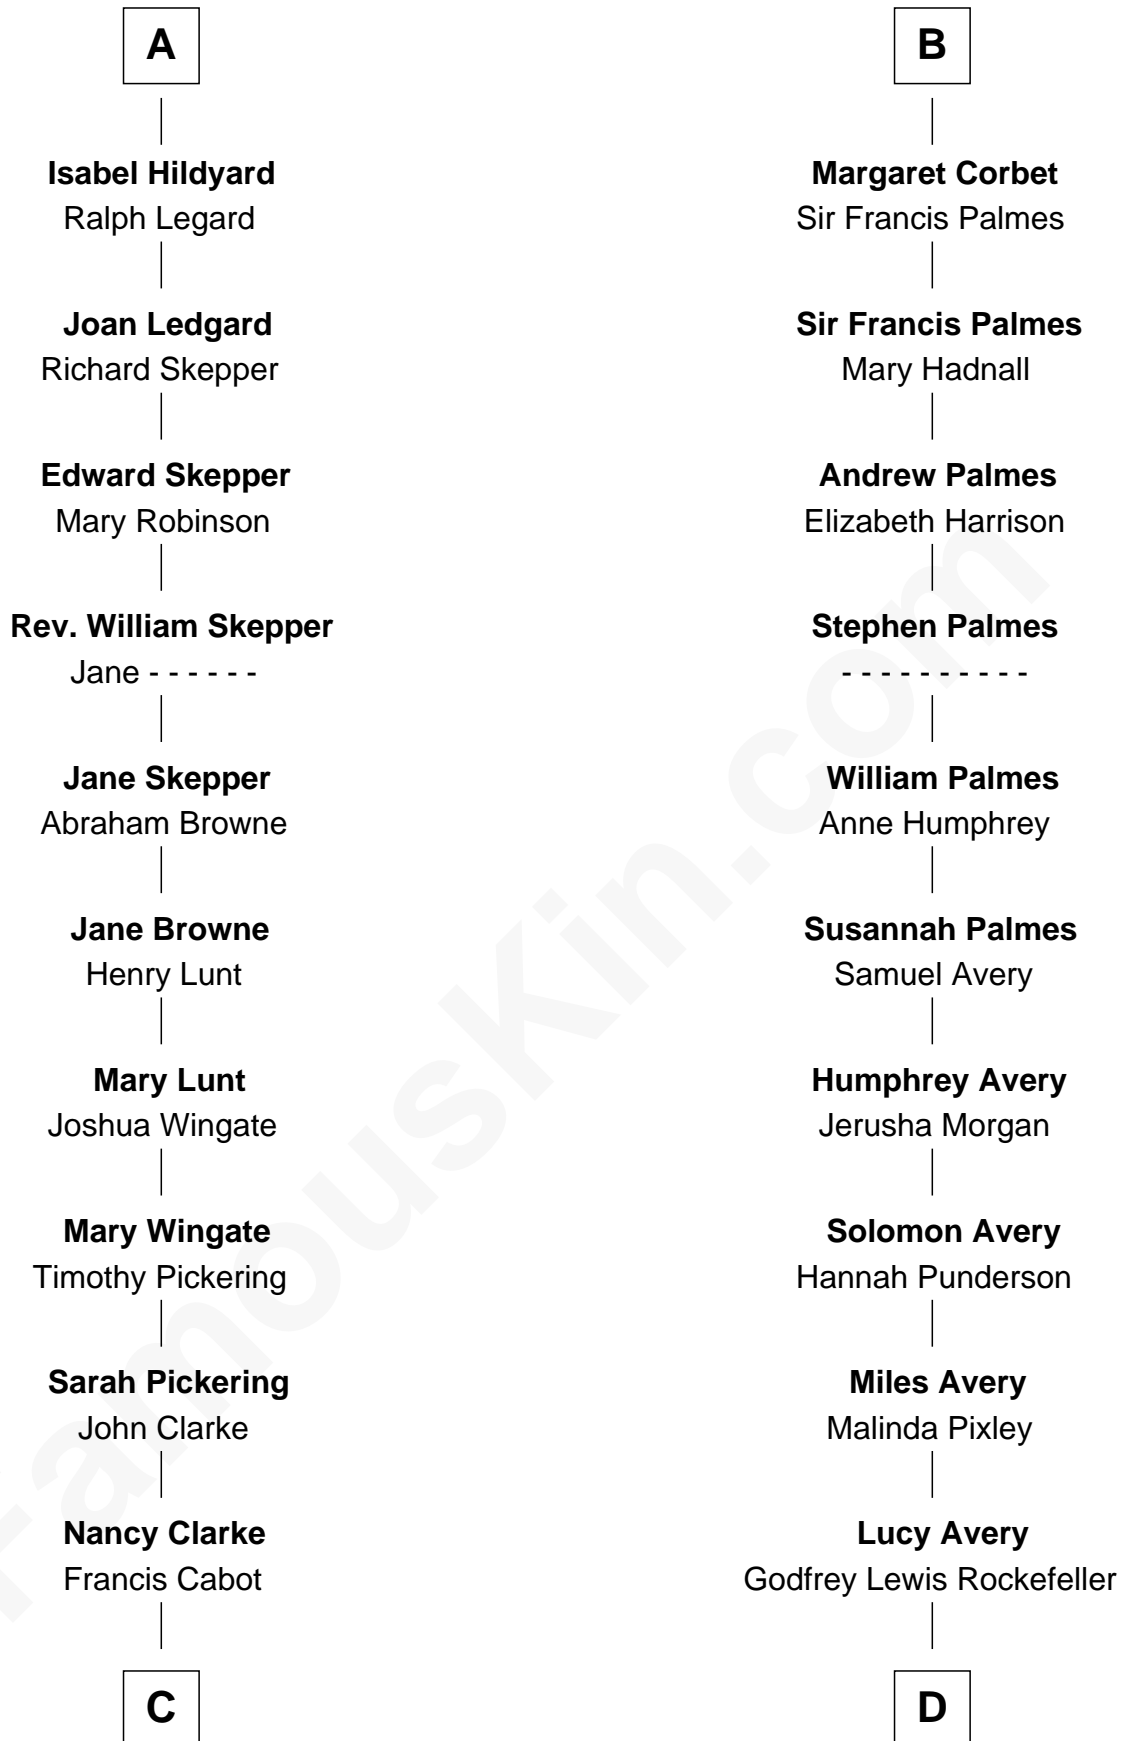 A
Isabel Hildyard
Ralph Legard
Joan Ledgard
Richard Skepper
Edward Skepper
Mary Robinson
Rev. William Skepper
Jane - - - - - -
Jane Skepper
Abraham Browne
Jane Browne
Henry Lunt
Mary Lunt
Joshua Wingate
Mary Wingate
Timothy Pickering
Sarah Pickering
John Clarke
Nancy Clarke
Francis Cabot
C
B
Margaret Corbet
Sir Francis Palmes
Sir Francis Palmes
Mary Hadnall
Andrew Palmes
Elizabeth Harrison
Stephen Palmes
- - - - - - - - - -
William Palmes
Anne Humphrey
Susannah Palmes
Samuel Avery
Humphrey Avery
Jerusha Morgan
Solomon Avery
Hannah Punderson
Miles Avery
Malinda Pixley
Lucy Avery
Godfrey Lewis Rockefeller
D
FamousKin.com